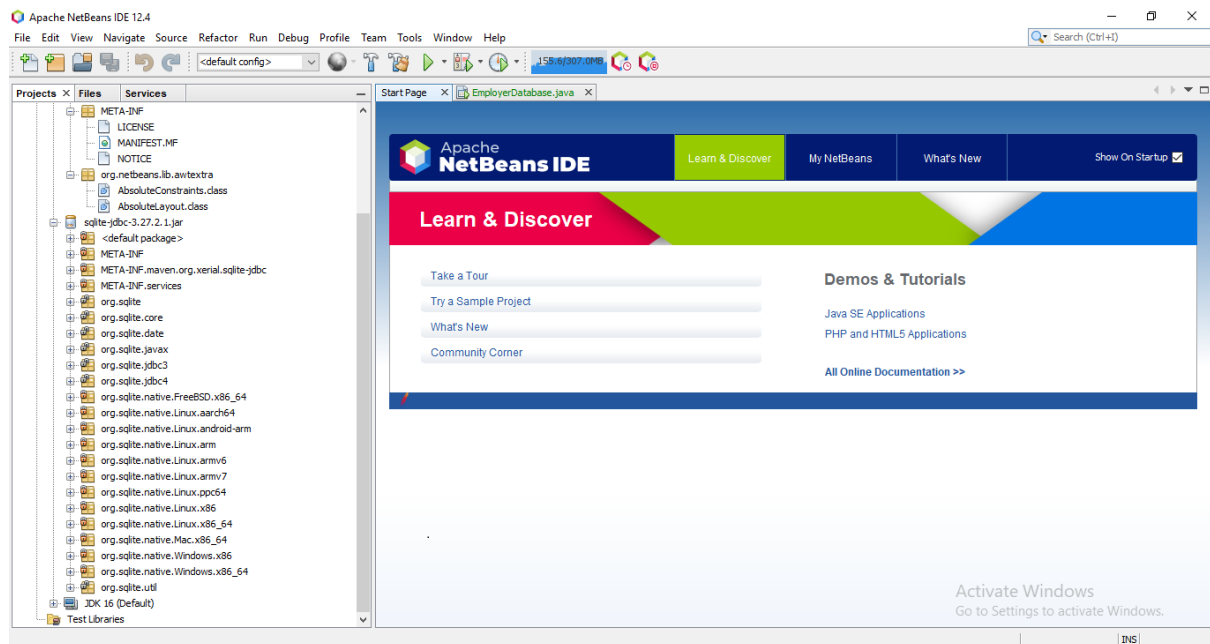 Apache NetBeans IDE 12.4
File Edit View Navigate Source Refactor Run Debug Profile Team Tools Window Help
Search (Ctrl+I)
<default config>
155.6/307.0MB
Projects Files Services
Start Page EmployerDatabase.java
META-INF
LICENSE
MANIFEST.MF
NOTICE
org.netbeans.lib.awtextra
AbsoluteConstraints.class
AbsoluteLayout.class
sqlite-jdbc-3.27.2.1.jar
<default package>
META-INF
META-INF.maven.org.xerial.sqlite-jdbc
META-INF.services
org.sqlite
org.sqlite.core
org.sqlite.date
org.sqlite.javax
org.sqlite.jdbc3
org.sqlite.jdbc4
org.sqlite.native.FreeBSD.x86_64
org.sqlite.native.Linux.aarch64
org.sqlite.native.Linux.android-arm
org.sqlite.native.Linux.arm
org.sqlite.native.Linux.armv6
org.sqlite.native.Linux.armv7
org.sqlite.native.Linux.ppc64
org.sqlite.native.Linux.x86
org.sqlite.native.Linux.x86_64
org.sqlite.native.Mac.x86_64
org.sqlite.native.Windows.x86
org.sqlite.native.Windows.x86_64
org.sqlite.util
JDK 16 (Default)
Test Libraries
Apache
NetBeans IDE
Learn & Discover My NetBeans What's New
Show On Startup
Learn & Discover
Take a Tour
Try a Sample Project
What's New
Community Corner
Demos & Tutorials
Java SE Applications
PHP and HTML5 Applications
All Online Documentation >>
Activate Windows
Go to Settings to activate Windows.
INS